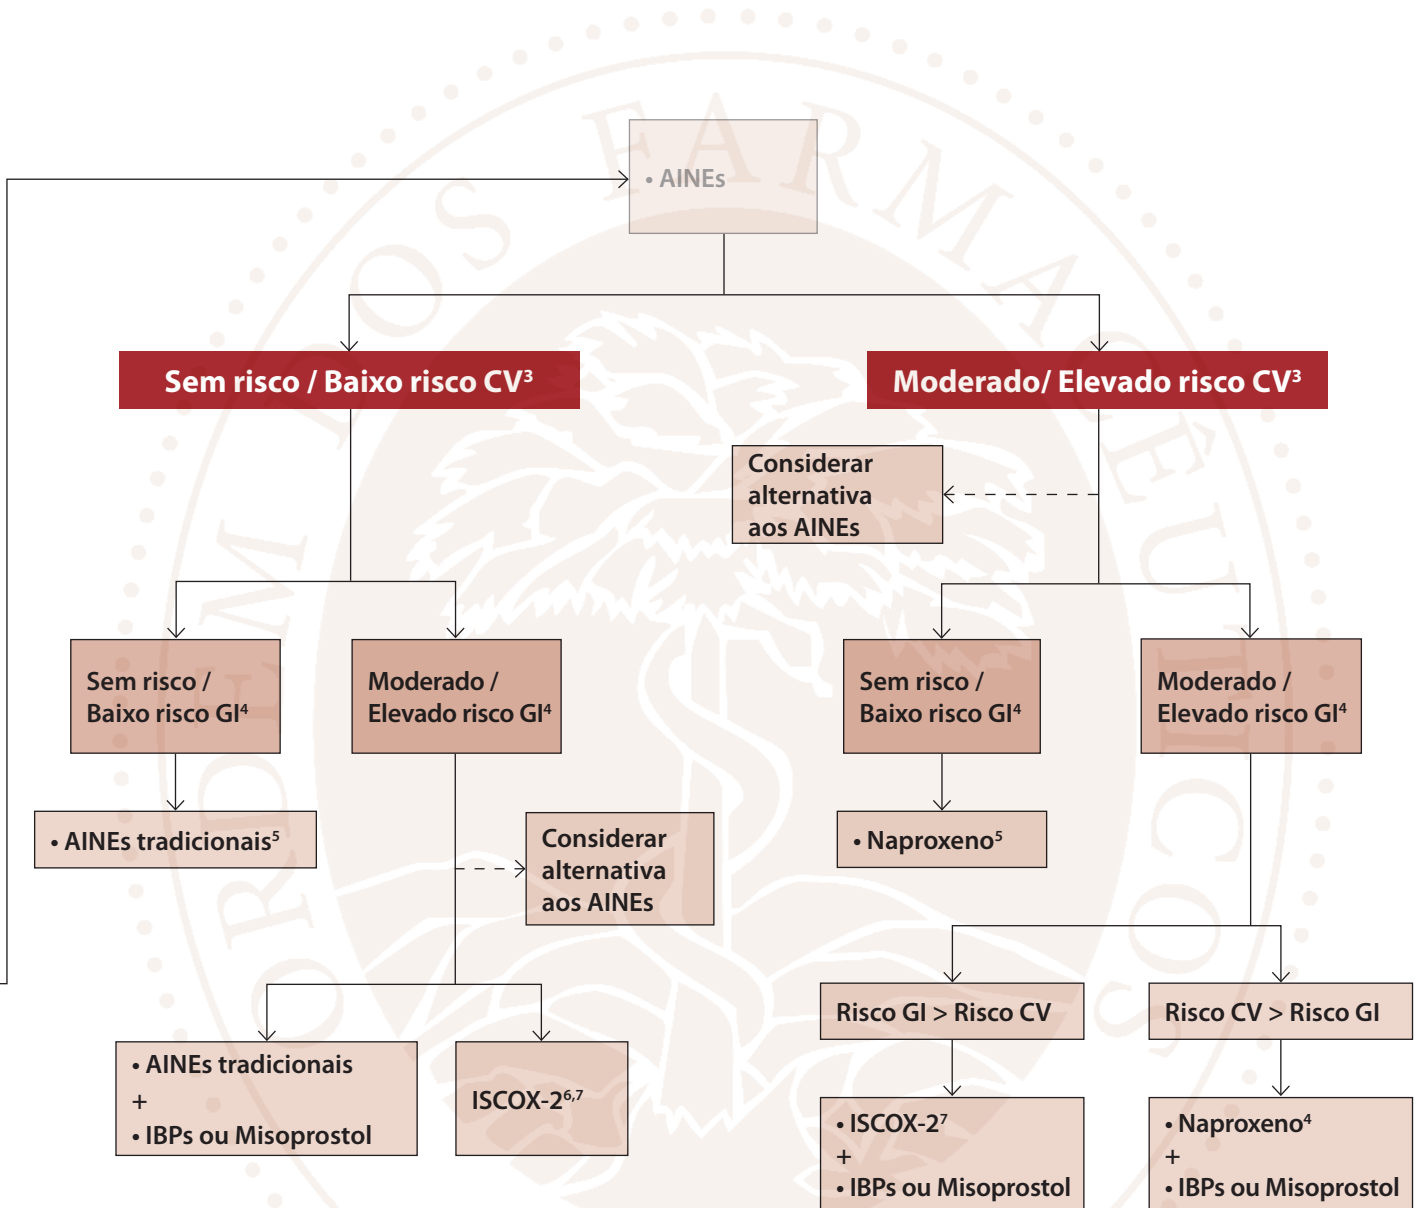 ORDEM DOS FARMACÊUTICOS
• AINEs
Sem risco / Baixo risco CV³
Moderado/ Elevado risco CV³
Considerar
alternativa
aos AINEs
Sem risco /
Baixo risco GI⁴
Moderado /
Elevado risco GI⁴
Sem risco /
Baixo risco GI⁴
Moderado /
Elevado risco GI⁴
• AINEs tradicionais⁵
Considerar
alternativa
aos AINEs
• Naproxeno⁵
Risco GI > Risco CV
Risco CV > Risco GI
• AINEs tradicionais
+
• IBPs ou Misoprostol
ISCOX-2⁶,⁷
• ISCOX-2⁷
+
• IBPs ou Misoprostol
• Naproxeno⁴
+
• IBPs ou Misoprostol